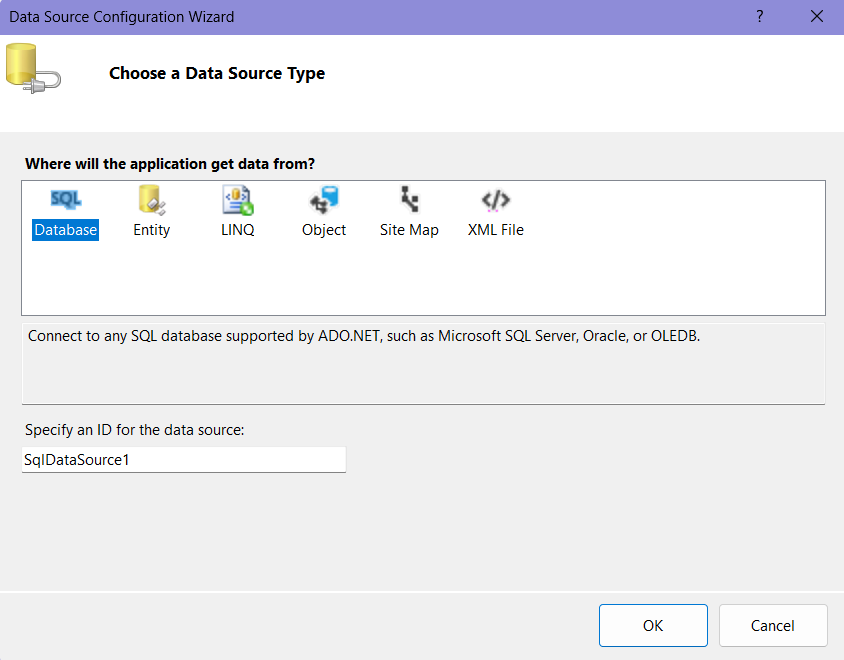 Data Source Configuration Wizard ?
Choose a Data Source Type
Where will the application get data from?
SQL
Database Entity LINQ Object Site Map XML File
Connect to any SQL database supported by ADO.NET, such as Microsoft SQL Server, Oracle, or OLEDB.
Specify an ID for the data source:
SqlDataSource1
OK Cancel